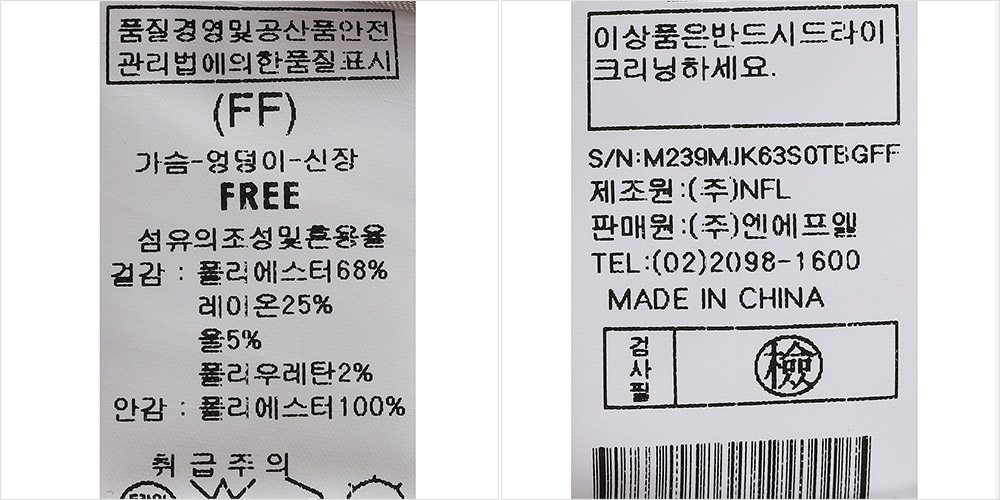 품질경영및공산품안전
관리법에의한품질표시
(FF)
가슴-엉덩이-신장
FREE
섬유의조성및혼용율
겉감 : 폴리에스터68%
레이온25%
울5%
폴리우레탄2%
안감 : 폴리에스터100%
취급주의
이상품은반드시드라이
크리닝하세요.
S/N:M239MJK63S0TBGFF
제조원:(주)NFL
판매원:(주)엔에프엘
TEL:(02)2098-1600
MADE IN CHINA
검사필
檢